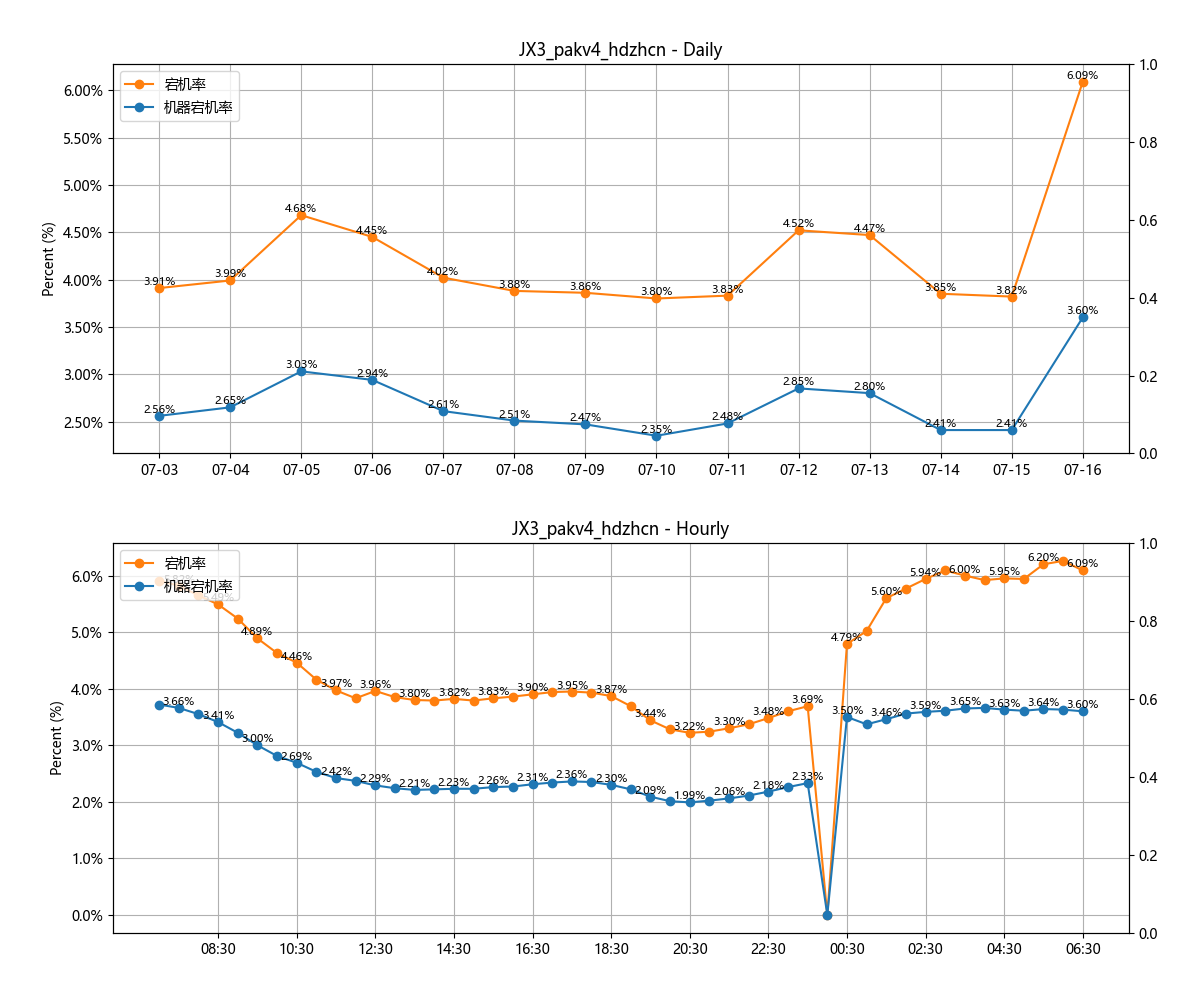 JX3_pakv4_hdzhcn - Daily
宕机率
机器宕机率
Percent (%)
6.00%
5.50%
5.00%
4.50%
4.00%
3.50%
3.00%
2.50%
1.0
0.8
0.6
0.4
0.2
0.0
3.91% 3.99% 4.68% 4.45% 4.02% 3.88% 3.86% 3.80% 3.83% 4.52% 4.47% 3.85% 3.82% 6.09%
2.56% 2.65% 3.03% 2.94% 2.61% 2.51% 2.47% 2.35% 2.48% 2.85% 2.80% 2.41% 2.41% 3.60%
07-03 07-04 07-05 07-06 07-07 07-08 07-09 07-10 07-11 07-12 07-13 07-14 07-15 07-16
JX3_pakv4_hdzhcn - Hourly
宕机率
机器宕机率
Percent (%)
6.0%
5.0%
4.0%
3.0%
2.0%
1.0%
0.0%
1.0
0.8
0.6
0.4
0.2
0.0
4.89% 4.46% 3.97% 3.96% 3.80% 3.82% 3.83% 3.90% 3.95% 3.87% 3.44% 3.22% 3.30% 3.48% 3.69% 4.79% 5.60% 5.94% 6.00% 5.95% 6.20% 6.09%
3.66% 3.41% 3.00% 2.69% 2.42% 2.29% 2.21% 2.23% 2.26% 2.31% 2.36% 2.30% 2.09% 1.99% 2.06% 2.18% 2.33% 3.50% 3.46% 3.59% 3.65% 3.63% 3.64% 3.60%
08:30 10:30 12:30 14:30 16:30 18:30 20:30 22:30 00:30 02:30 04:30 06:30